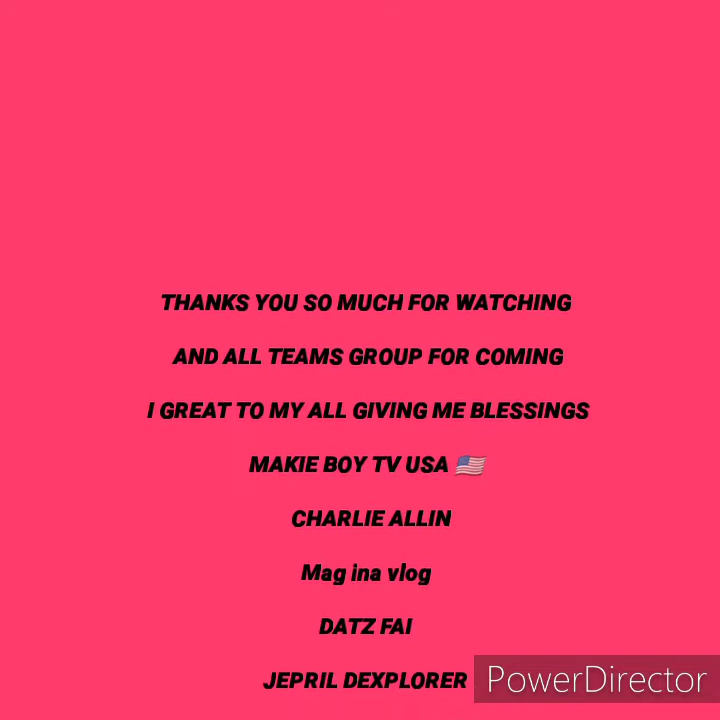 THANKS YOU SO MUCH FOR WATCHING
AND ALL TEAMS GROUP FOR COMING
I GREAT TO MY ALL GIVING ME BLESSINGS
MAKIE BOY TV USA 🇺🇸
CHARLIE ALLIN
Mag ina vlog
DATZ FAI
JEPRIL DEXPLORER
PowerDirector